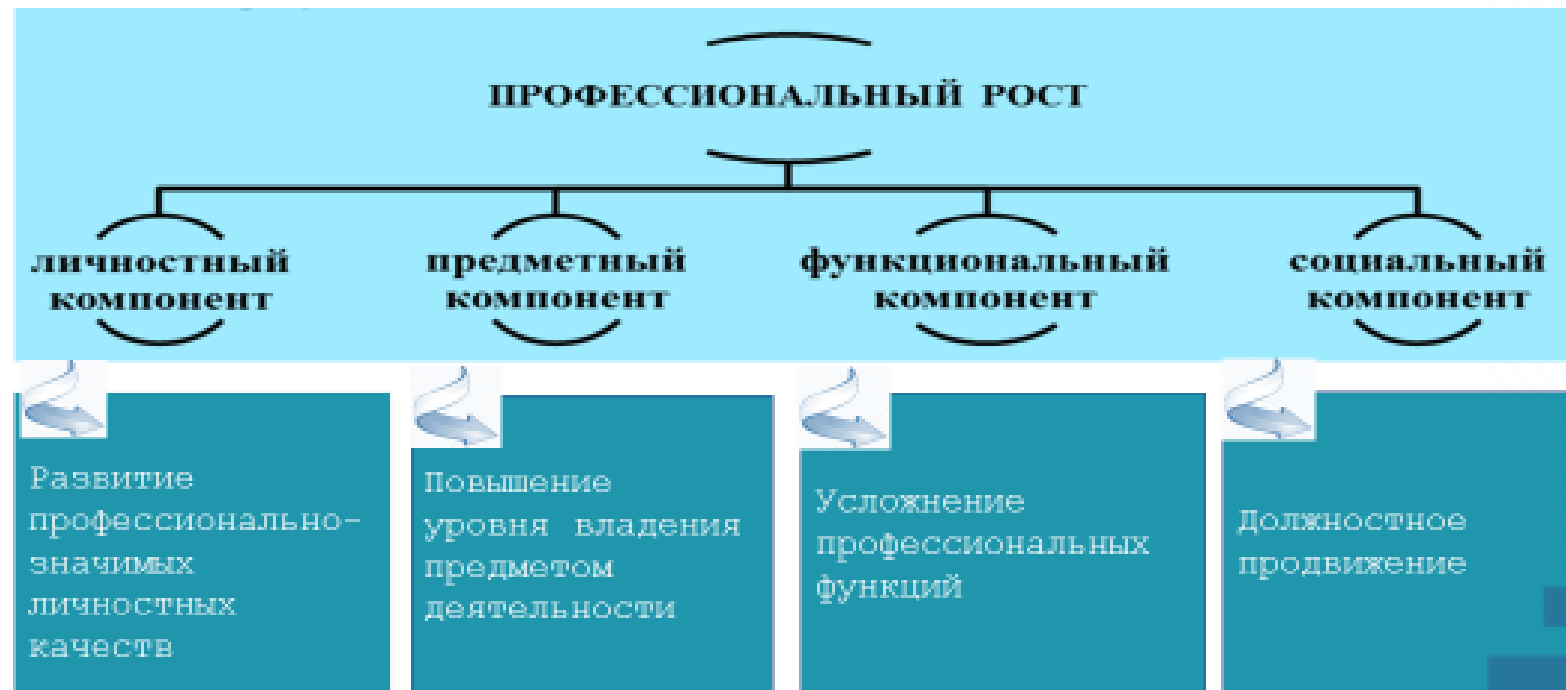 ПРОФЕССИОНАЛЬНЫЙ РОСТ
личностный
компонент
предметный
компонент
функциональный
компонент
социальный
компонент
Развитие
профессионально-
значимых
личностных
качеств
Повышение
уровня владения
предметом
деятельности
Усложнение
профессиональных
функций
Должностное
продвижение